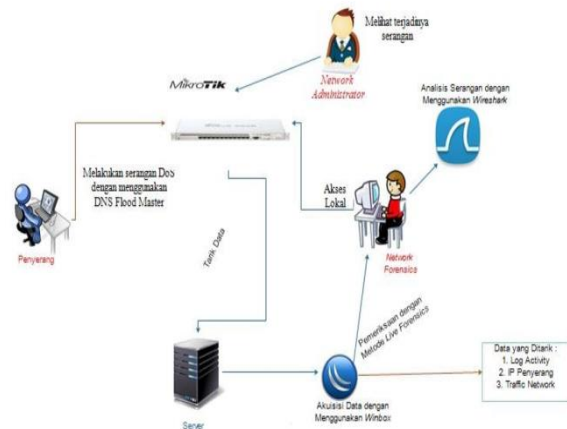 Melihat terjadinya
serangan
MikroTik
Network
Administrator
Analisis Serangan dengan
Menggunakan Wireshark
Melakukan serangan DoS
dengan menggunakan
DNS Flood Master
Penyerang
Akses
Lokal
Network
Forensics
Tarik Data
Pemeriksaan dengan
Metode Live Forensics
Data yang Ditarik :
1. Log Activity
2. IP Penyerang
3. Traffic Network
Server
Akuisisi Data dengan
Menggunakan Winbox